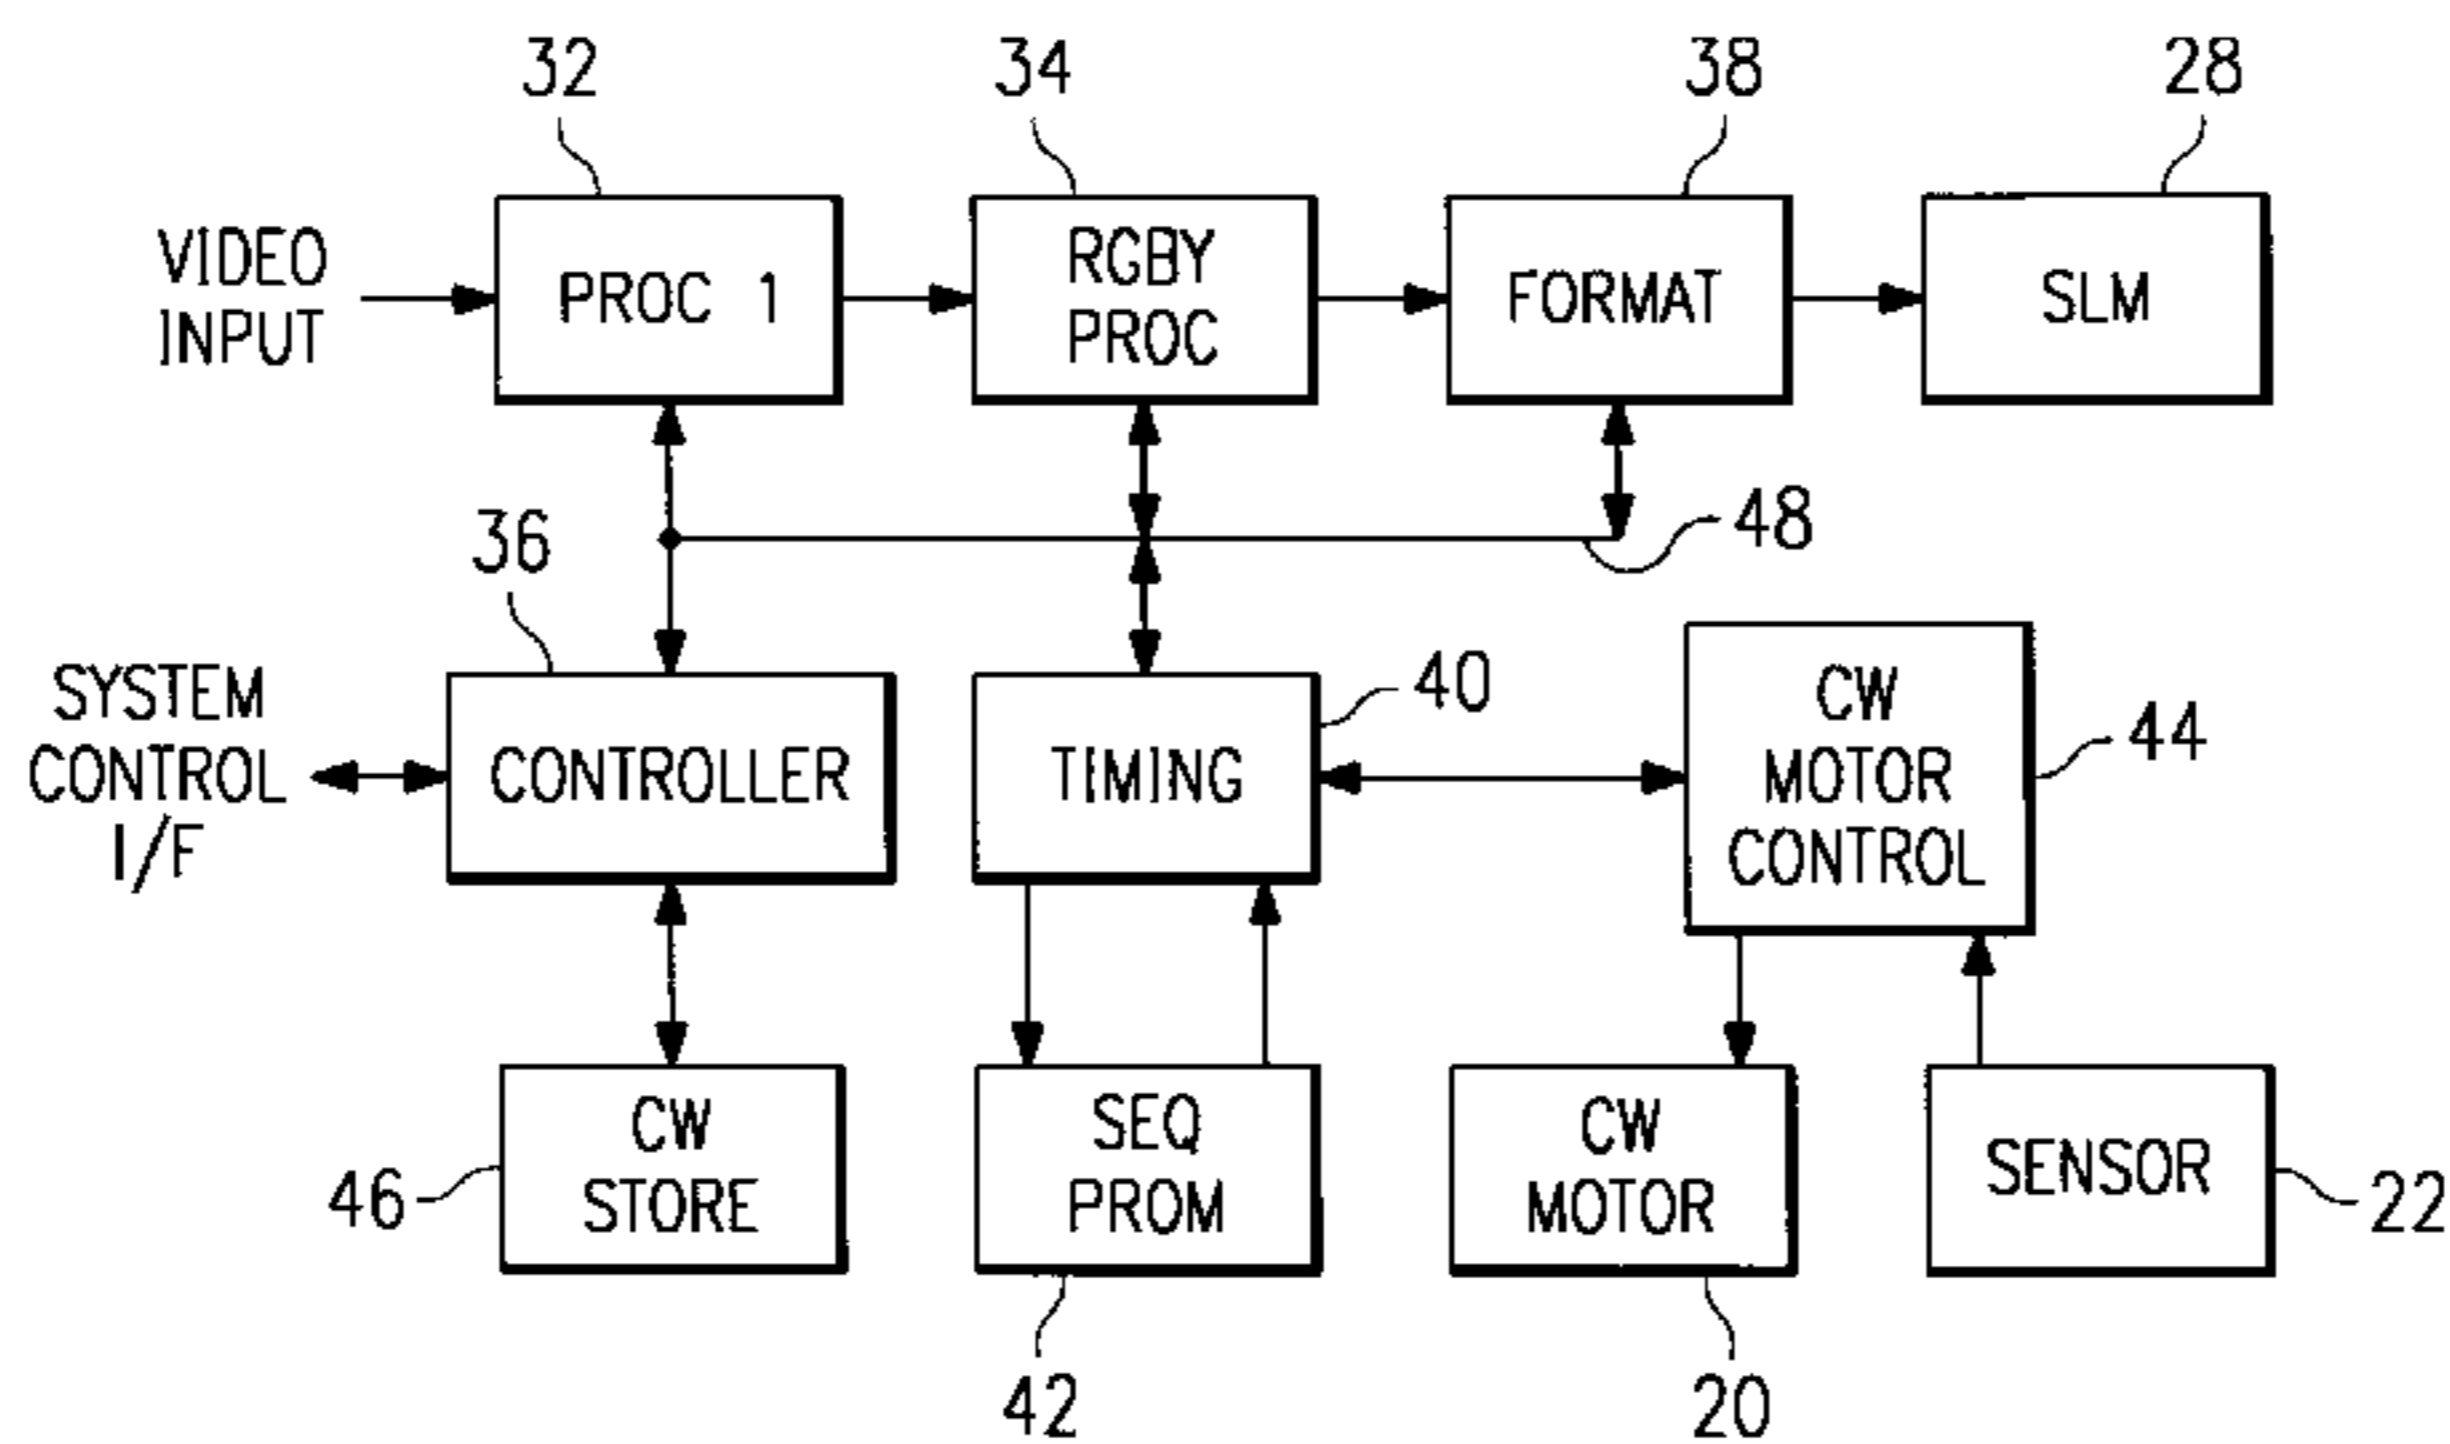 32
34
38
28
VIDEO
INPUT
PROC 1
RGBY
PROC
FORMAT
SLM
48
36
SYSTEM
CONTROL
I/F
CONTROLLER
TIMING
40
CW
MOTOR
CONTROL
44
46
CW
STORE
SEQ
PROM
CW
MOTOR
SENSOR
22
42
20